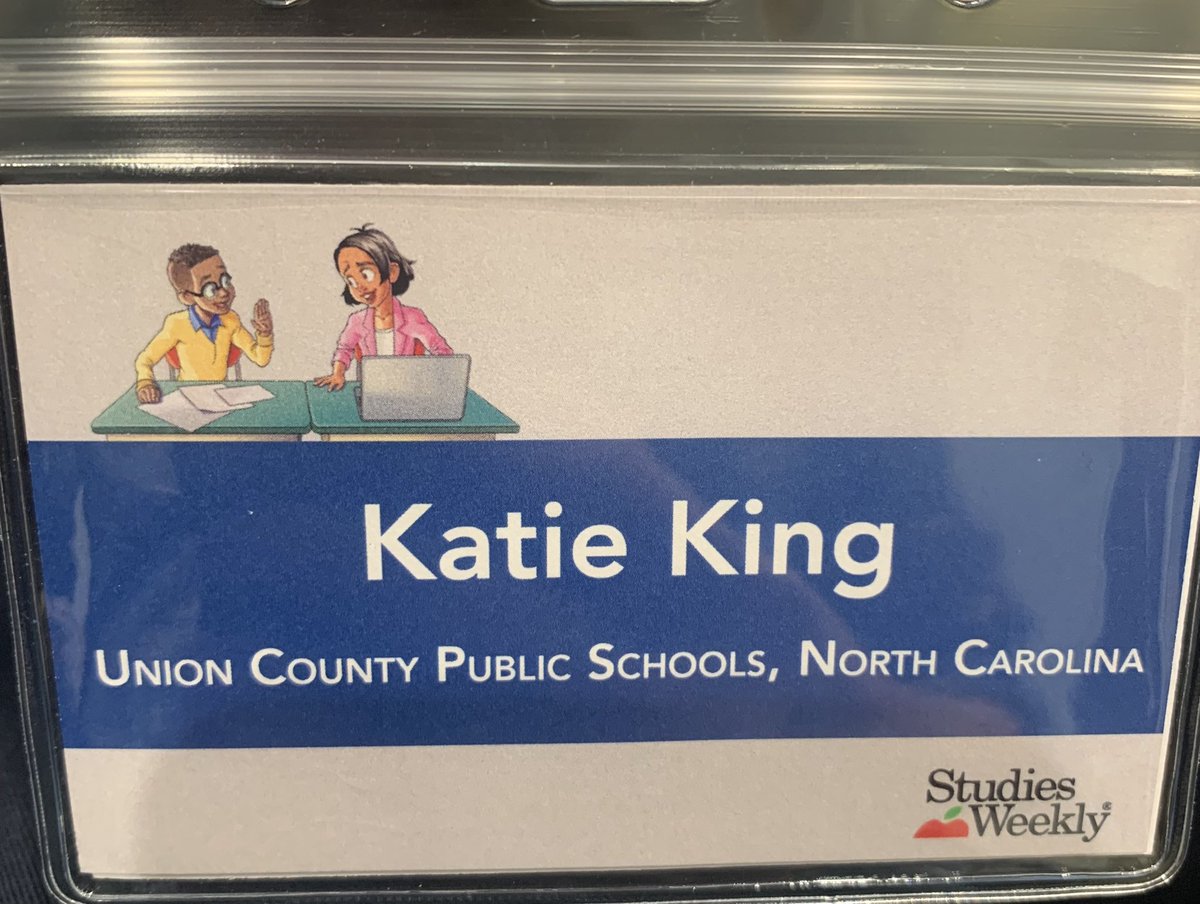 Katie King
UNION COUNTY PUBLIC SCHOOLS, NORTH CAROLINA
Studies
Weekly®